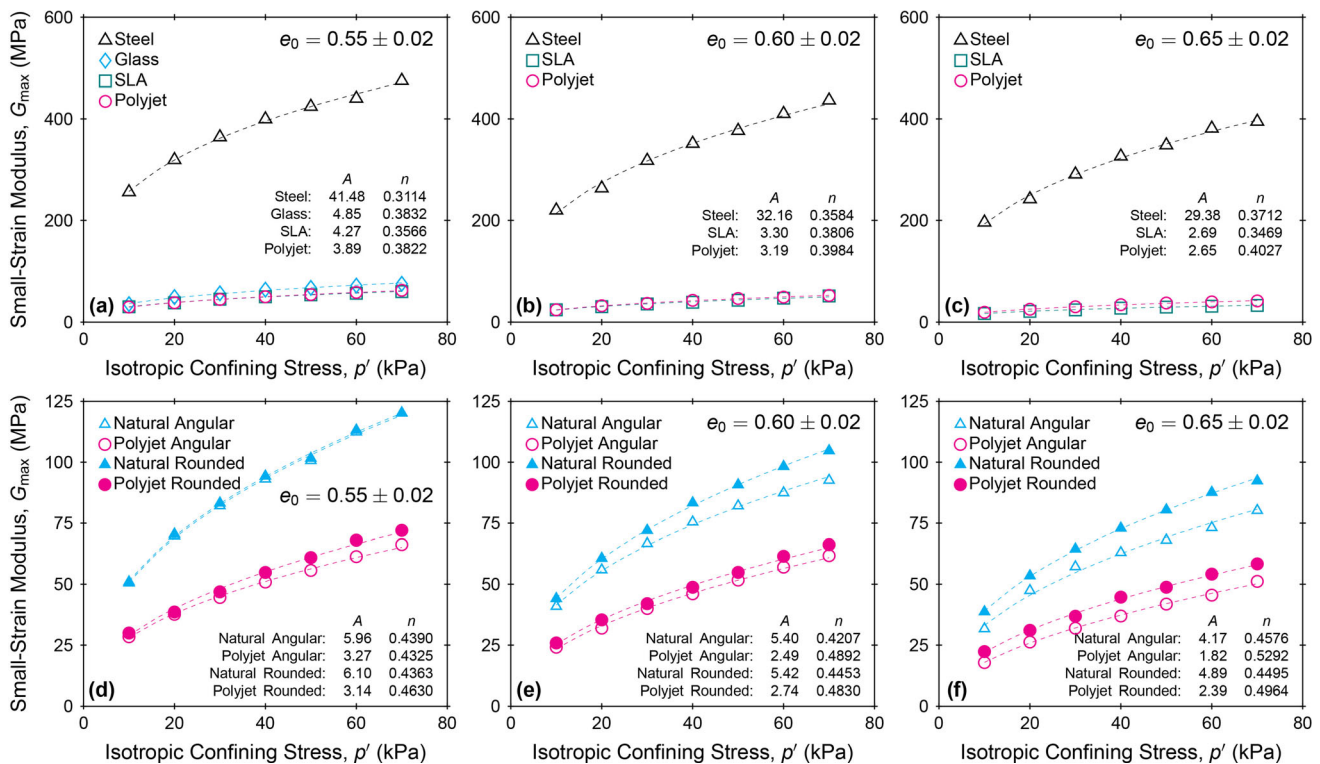 Small-Strain Modulus, Gmax (MPa)
600
400
200
0
Steel
Glass
SLA
Polyjet
e0 = 0.55 ± 0.02
A n
Steel: 41.48 0.3114
Glass: 4.85 0.3832
SLA: 4.27 0.3566
Polyjet: 3.89 0.3822
(a)
0 20 40 60 80
Isotropic Confining Stress, p′ (kPa)
600
400
200
0
Steel
SLA
Polyjet
e0 = 0.60 ± 0.02
A n
Steel: 32.16 0.3584
SLA: 3.30 0.3806
Polyjet: 3.19 0.3984
(b)
0 20 40 60 80
Isotropic Confining Stress, p′ (kPa)
600
400
200
0
Steel
SLA
Polyjet
e0 = 0.65 ± 0.02
A n
Steel: 29.38 0.3712
SLA: 2.69 0.3469
Polyjet: 2.65 0.4027
(c)
0 20 40 60 80
Isotropic Confining Stress, p′ (kPa)
Small-Strain Modulus, Gmax (MPa)
125
100
75
50
25
0
Natural Angular
Polyjet Angular
Natural Rounded
Polyjet Rounded
e0 = 0.55 ± 0.02
A n
Natural Angular: 5.96 0.4390
Polyjet Angular: 3.27 0.4325
Natural Rounded: 6.10 0.4363
Polyjet Rounded: 3.14 0.4630
(d)
0 20 40 60 80
Isotropic Confining Stress, p′ (kPa)
125
100
75
50
25
0
Natural Angular
Polyjet Angular
Natural Rounded
Polyjet Rounded
e0 = 0.60 ± 0.02
A n
Natural Angular: 5.40 0.4207
Polyjet Angular: 2.49 0.4892
Natural Rounded: 5.42 0.4453
Polyjet Rounded: 2.74 0.4830
(e)
0 20 40 60 80
Isotropic Confining Stress, p′ (kPa)
125
100
75
50
25
0
Natural Angular
Polyjet Angular
Natural Rounded
Polyjet Rounded
e0 = 0.65 ± 0.02
A n
Natural Angular: 4.17 0.4576
Polyjet Angular: 1.82 0.5292
Natural Rounded: 4.89 0.4495
Polyjet Rounded: 2.39 0.4964
(f)
0 20 40 60 80
Isotropic Confining Stress, p′ (kPa)